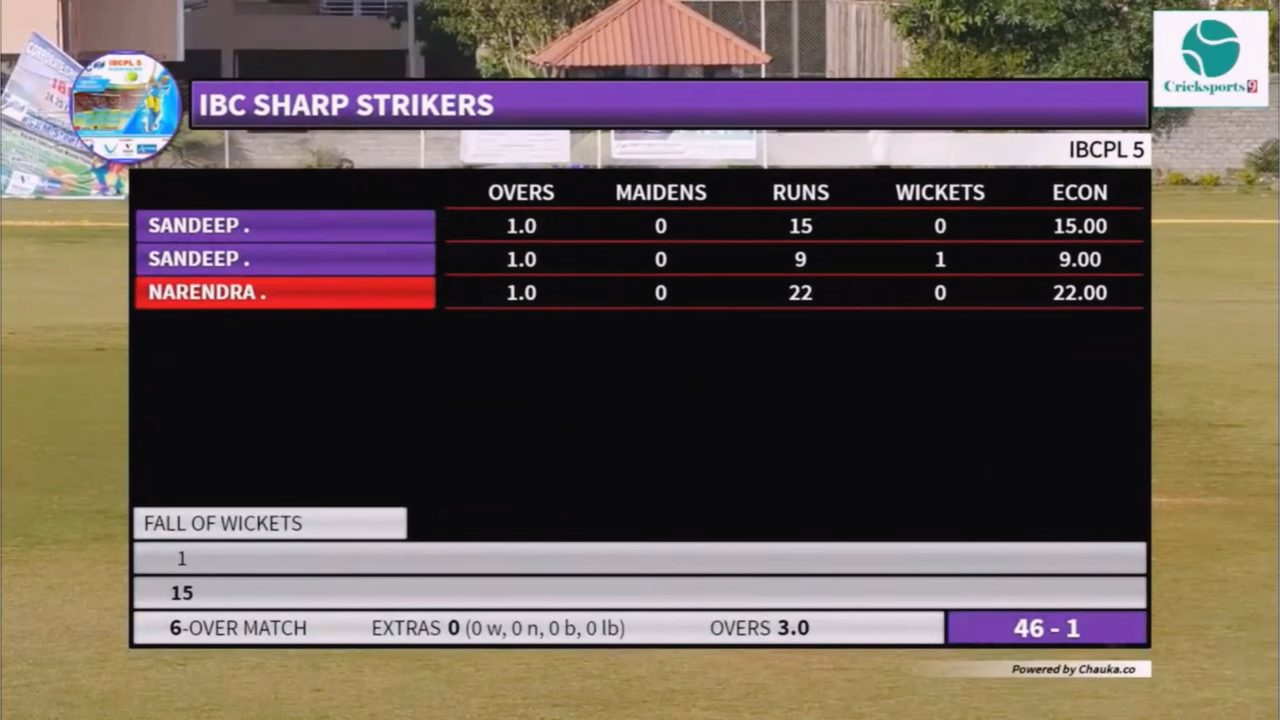 IBCPL 5
IBC SHARP STRIKERS
Cricksports9
IBCPL 5
OVERS MAIDENS RUNS WICKETS ECON
SANDEEP . 1.0 0 15 0 15.00
SANDEEP . 1.0 0 9 1 9.00
NARENDRA . 1.0 0 22 0 22.00
FALL OF WICKETS
1
15
6-OVER MATCH EXTRAS 0 (0 w, 0 n, 0 b, 0 lb) OVERS 3.0 46 - 1
Powered by Chauka.co